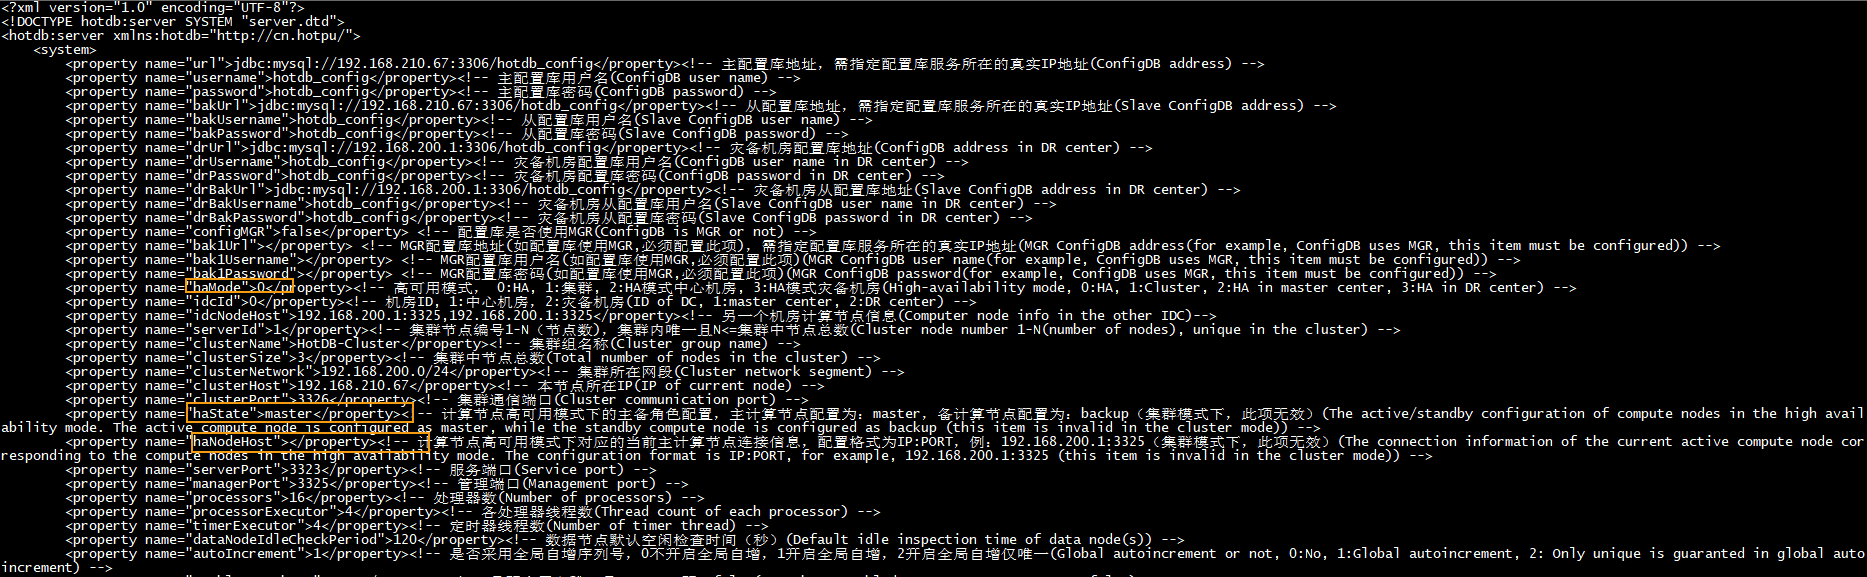 <?xml version="1.0" encoding="UTF-8"?>
<!DOCTYPE hotdb:server SYSTEM "server.dtd">
<hotdb:server xmlns:hotdb="http://cn.hotpu/">
<system>
<property name="url">jdbc:mysql://192.168.210.67:3306/hotdb_config</property><!-- 主配置库地址，需指定配置库服务所在的真实IP地址(ConfigDB address) -->
<property name="username">hotdb_config</property><!-- 主配置库用户名(ConfigDB user name) -->
<property name="password">hotdb_config</property><!-- 主配置库密码(ConfigDB password) -->
<property name="bakUrl">jdbc:mysql://192.168.210.67:3306/hotdb_config</property><!-- 从配置库地址，需指定配置库服务所在的真实IP地址(Slave ConfigDB address) -->
<property name="bakUsername">hotdb_config</property><!-- 从配置库用户名(Slave ConfigDB user name) -->
<property name="bakPassword">hotdb_config</property><!-- 从配置库密码(Slave ConfigDB password) -->
<property name="drUrl">jdbc:mysql://192.168.200.1:3306/hotdb_config</property><!-- 灾备机房配置库地址(ConfigDB address in DR center) -->
<property name="drUsername">hotdb_config</property><!-- 灾备机房配置库用户名(ConfigDB user name in DR center) -->
<property name="drPassword">hotdb_config</property><!-- 灾备机房配置库密码(ConfigDB password in DR center) -->
<property name="drBakUrl">jdbc:mysql://192.168.200.1:3306/hotdb_config</property><!-- 灾备机房从配置库地址(Slave ConfigDB address in DR center) -->
<property name="drBakUsername">hotdb_config</property><!-- 灾备机房从配置库用户名(Slave ConfigDB user name in DR center) -->
<property name="drBakPassword">hotdb_config</property><!-- 灾备机房从配置库密码(Slave ConfigDB password in DR center) -->
<property name="configMGR">false</property> <!-- 配置库是否使用MGR(ConfigDB is MGR or not) -->
<property name="bak1Url"></property> <!-- MGR配置库地址(如配置库使用MGR,必须配置此项)，需指定配置库服务所在的真实IP地址(MGR ConfigDB address(for example, ConfigDB uses MGR, this item must be configured)) -->
<property name="bak1Username"></property> <!-- MGR配置库用户名(如配置库使用MGR,必须配置此项)(MGR ConfigDB user name(for example, ConfigDB uses MGR, this item must be configured)) -->
<property name="bak1Password"></property> <!-- MGR配置库密码(如配置库使用MGR,必须配置此项)(MGR ConfigDB password(for example, ConfigDB uses MGR, this item must be configured)) -->
<property name="haMode">0</property><!-- 高可用模式， 0:HA，1:集群，2:HA模式中心机房，3:HA模式灾备机房(High-availability mode, 0:HA, 1:Cluster, 2:HA in master center, 3:HA in DR center) -->
<property name="idcId">0</property><!-- 机房ID，1:中心机房，2:灾备机房(ID of DC, 1:master center, 2:DR center) -->
<property name="idcNodeHost">192.168.200.1:3325,192.168.200.1:3325</property><!-- 另一个机房计算节点信息(Computer node info in the other IDC)-->
<property name="serverId">1</property><!-- 集群节点编号1-N（节点数)，集群内唯一且N<=集群中节点总数(Cluster node number 1-N(number of nodes), unique in the cluster) -->
<property name="clusterName">HotDB-Cluster</property><!-- 集群组名称(Cluster group name) -->
<property name="clusterSize">3</property><!-- 集群中节点总数(Total number of nodes in the cluster) -->
<property name="clusterNetwork">192.168.200.0/24</property><!-- 集群所在网段(Cluster network segment) -->
<property name="clusterHost">192.168.210.67</property><!-- 本节点所在IP(IP of current node) -->
<property name="clusterPort">3326</property><!-- 集群通信端口(Cluster communication port) -->
<property name="haState">master</property><!-- 计算节点高可用模式下的主备角色配置，主计算节点配置为：master，备计算节点配置为：backup（集群模式下，此项无效）(The active/standby configuration of compute nodes in the high avail
ability mode. The active compute node is configured as master, while the standby compute node is configured as backup (this item is invalid in the cluster mode)) -->
<property name="haNodeHost"></property><!-- 计算节点高可用模式下对应的当前主计算节点连接信息，配置格式为IP:PORT，例：192.168.200.1:3325（集群模式下，此项无效）(The connection information of the current active compute node cor
responding to the compute nodes in the high availability mode. The configuration format is IP:PORT, for example, 192.168.200.1:3325 (this item is invalid in the cluster mode)) -->
<property name="serverPort">3323</property><!-- 服务端口(Service port) -->
<property name="managerPort">3325</property><!-- 管理端口(Management port) -->
<property name="processors">16</property><!-- 处理器数(Number of processors) -->
<property name="processorExecutor">4</property><!-- 各处理器线程数(Thread count of each processor) -->
<property name="timerExecutor">4</property><!-- 定时器线程数(Number of timer thread) -->
<property name="dataNodeIdleCheckPeriod">120</property><!-- 数据节点默认空闲检查时间（秒）(Default idle inspection time of data node(s)) -->
<property name="autoIncrement">1</property><!-- 是否采用全局自增序列号，0不开启全局自增，1开启全局自增，2开启全局自增仅唯一(Global autoincrement or not, 0:No, 1:Global autoincrement, 2: Only unique is guaranted in global auto
increment) -->